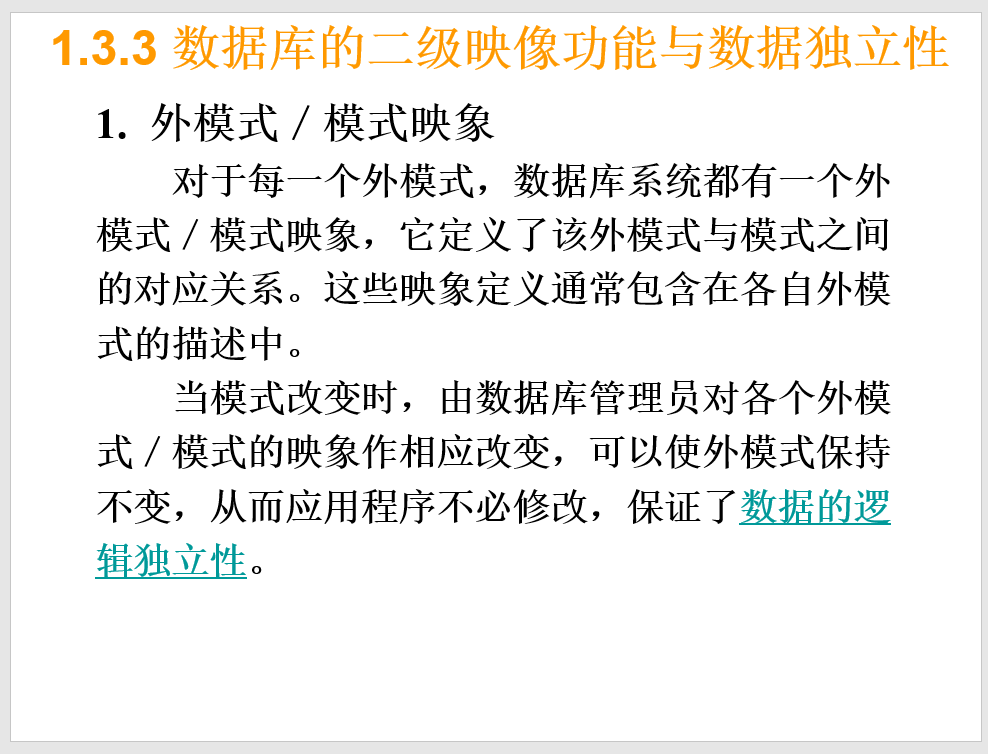 1.3.3 数据库的二级映像功能与数据独立性
1. 外模式／模式映象
对于每一个外模式，数据库系统都有一个外
模式／模式映象，它定义了该外模式与模式之间
的对应关系。这些映象定义通常包含在各自外模
式的描述中。
当模式改变时，由数据库管理员对各个外模
式／模式的映象作相应改变，可以使外模式保持
不变，从而应用程序不必修改，保证了数据的逻
辑独立性。